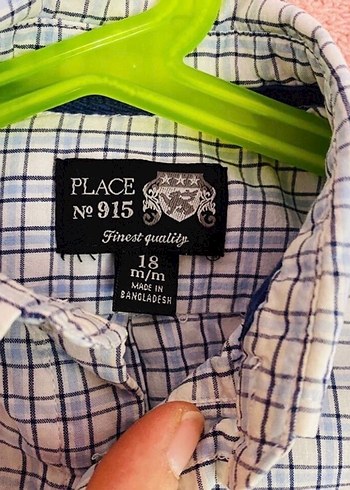 PLACE
Nº 915
Finest quality
18
m/m
MADE IN
BANGLADESH